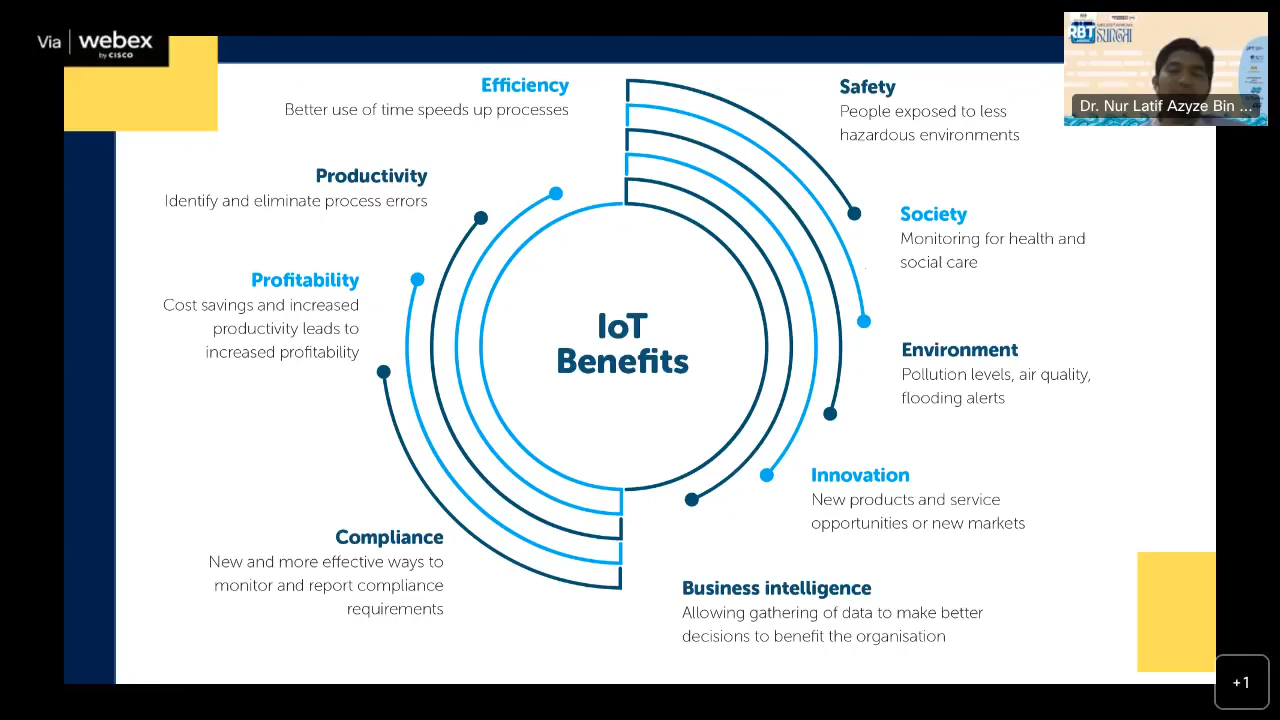 Via webex
by CISCO
RBT
SUNGAI
Dr. Nur Latif Azyze Bin ...
Efficiency
Better use of time speeds up processes
Productivity
Identify and eliminate process errors
Profitability
Cost savings and increased
productivity leads to
increased profitability
Compliance
New and more effective ways to
monitor and report compliance
requirements
IoT
Benefits
Safety
People exposed to less
hazardous environments
Society
Monitoring for health and
social care
Environment
Pollution levels, air quality,
flooding alerts
Innovation
New products and service
opportunities or new markets
Business intelligence
Allowing gathering of data to make better
decisions to benefit the organisation
+1